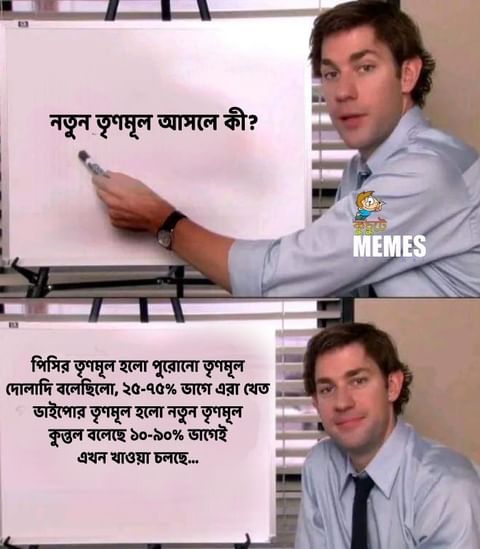 নতুন তৃণমূল আসলে কী?
কুচুটে
MEMES
পিসির তৃণমূল হলো পুরোনো তৃণমূল
দোলাদি বলেছিলো, ২৫-৭৫% ভাগে এরা খেত
ভাইপোর তৃণমূল হলো নতুন তৃণমূল
কুন্তল বলেছে ১০-৯০% ভাগেই
এখন খাওয়া চলছে...